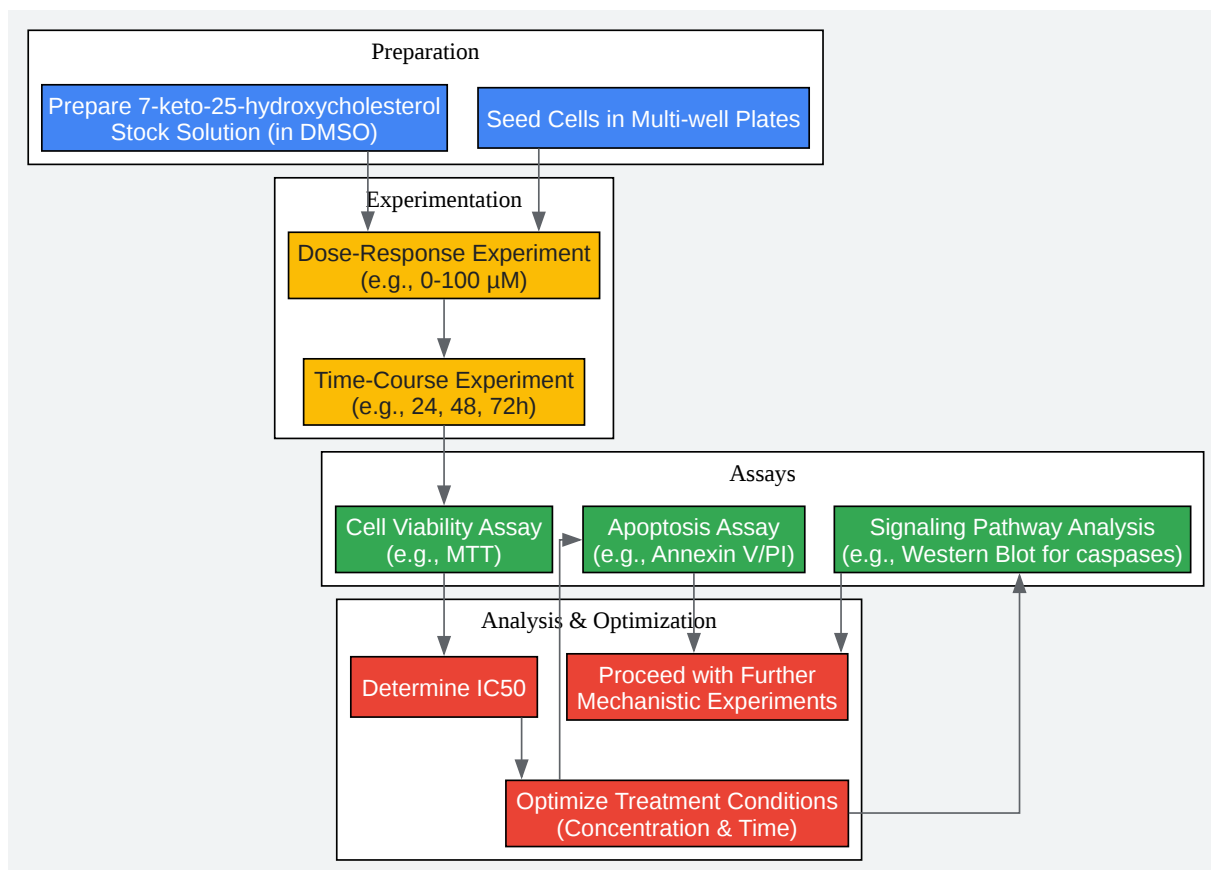 Preparation
Prepare 7-keto-25-hydroxycholesterol
Stock Solution (in DMSO)
Seed Cells in Multi-well Plates
Experimentation
Dose-Response Experiment
(e.g., 0-100 µM)
Time-Course Experiment
(e.g., 24, 48, 72h)
Assays
Cell Viability Assay
(e.g., MTT)
Apoptosis Assay
(e.g., Annexin V/PI)
Signaling Pathway Analysis
(e.g., Western Blot for caspases)
Analysis & Optimization
Determine IC50
Proceed with Further
Mechanistic Experiments
Optimize Treatment Conditions
(Concentration & Time)